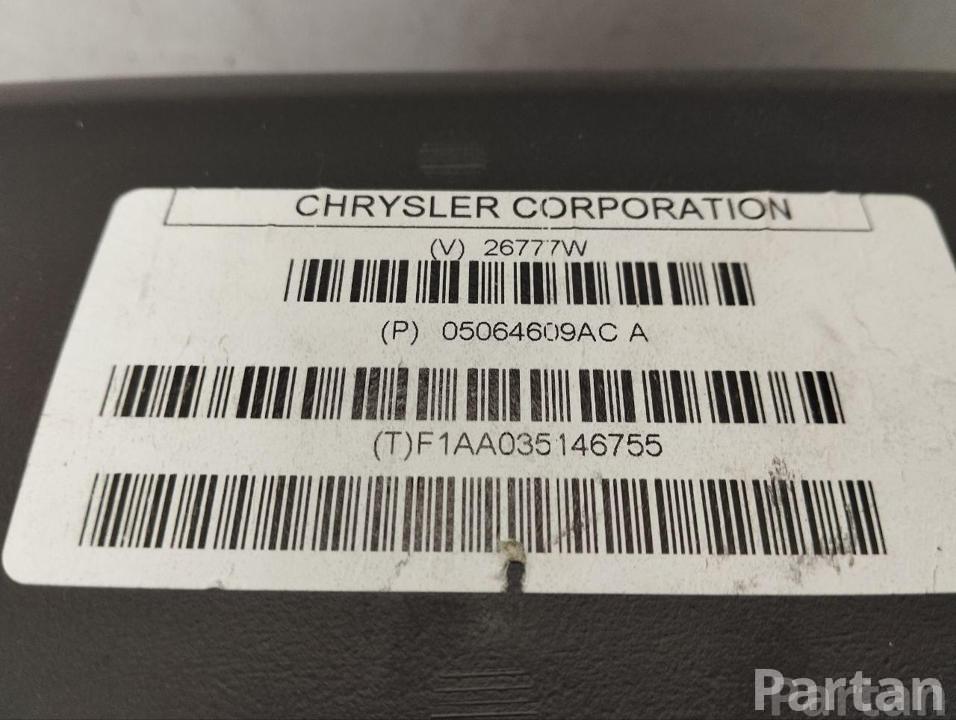 CHRYSLER CORPORATION
(V) 26777W
(P) 05064609AC A
(T)F1AA035146755
Partan